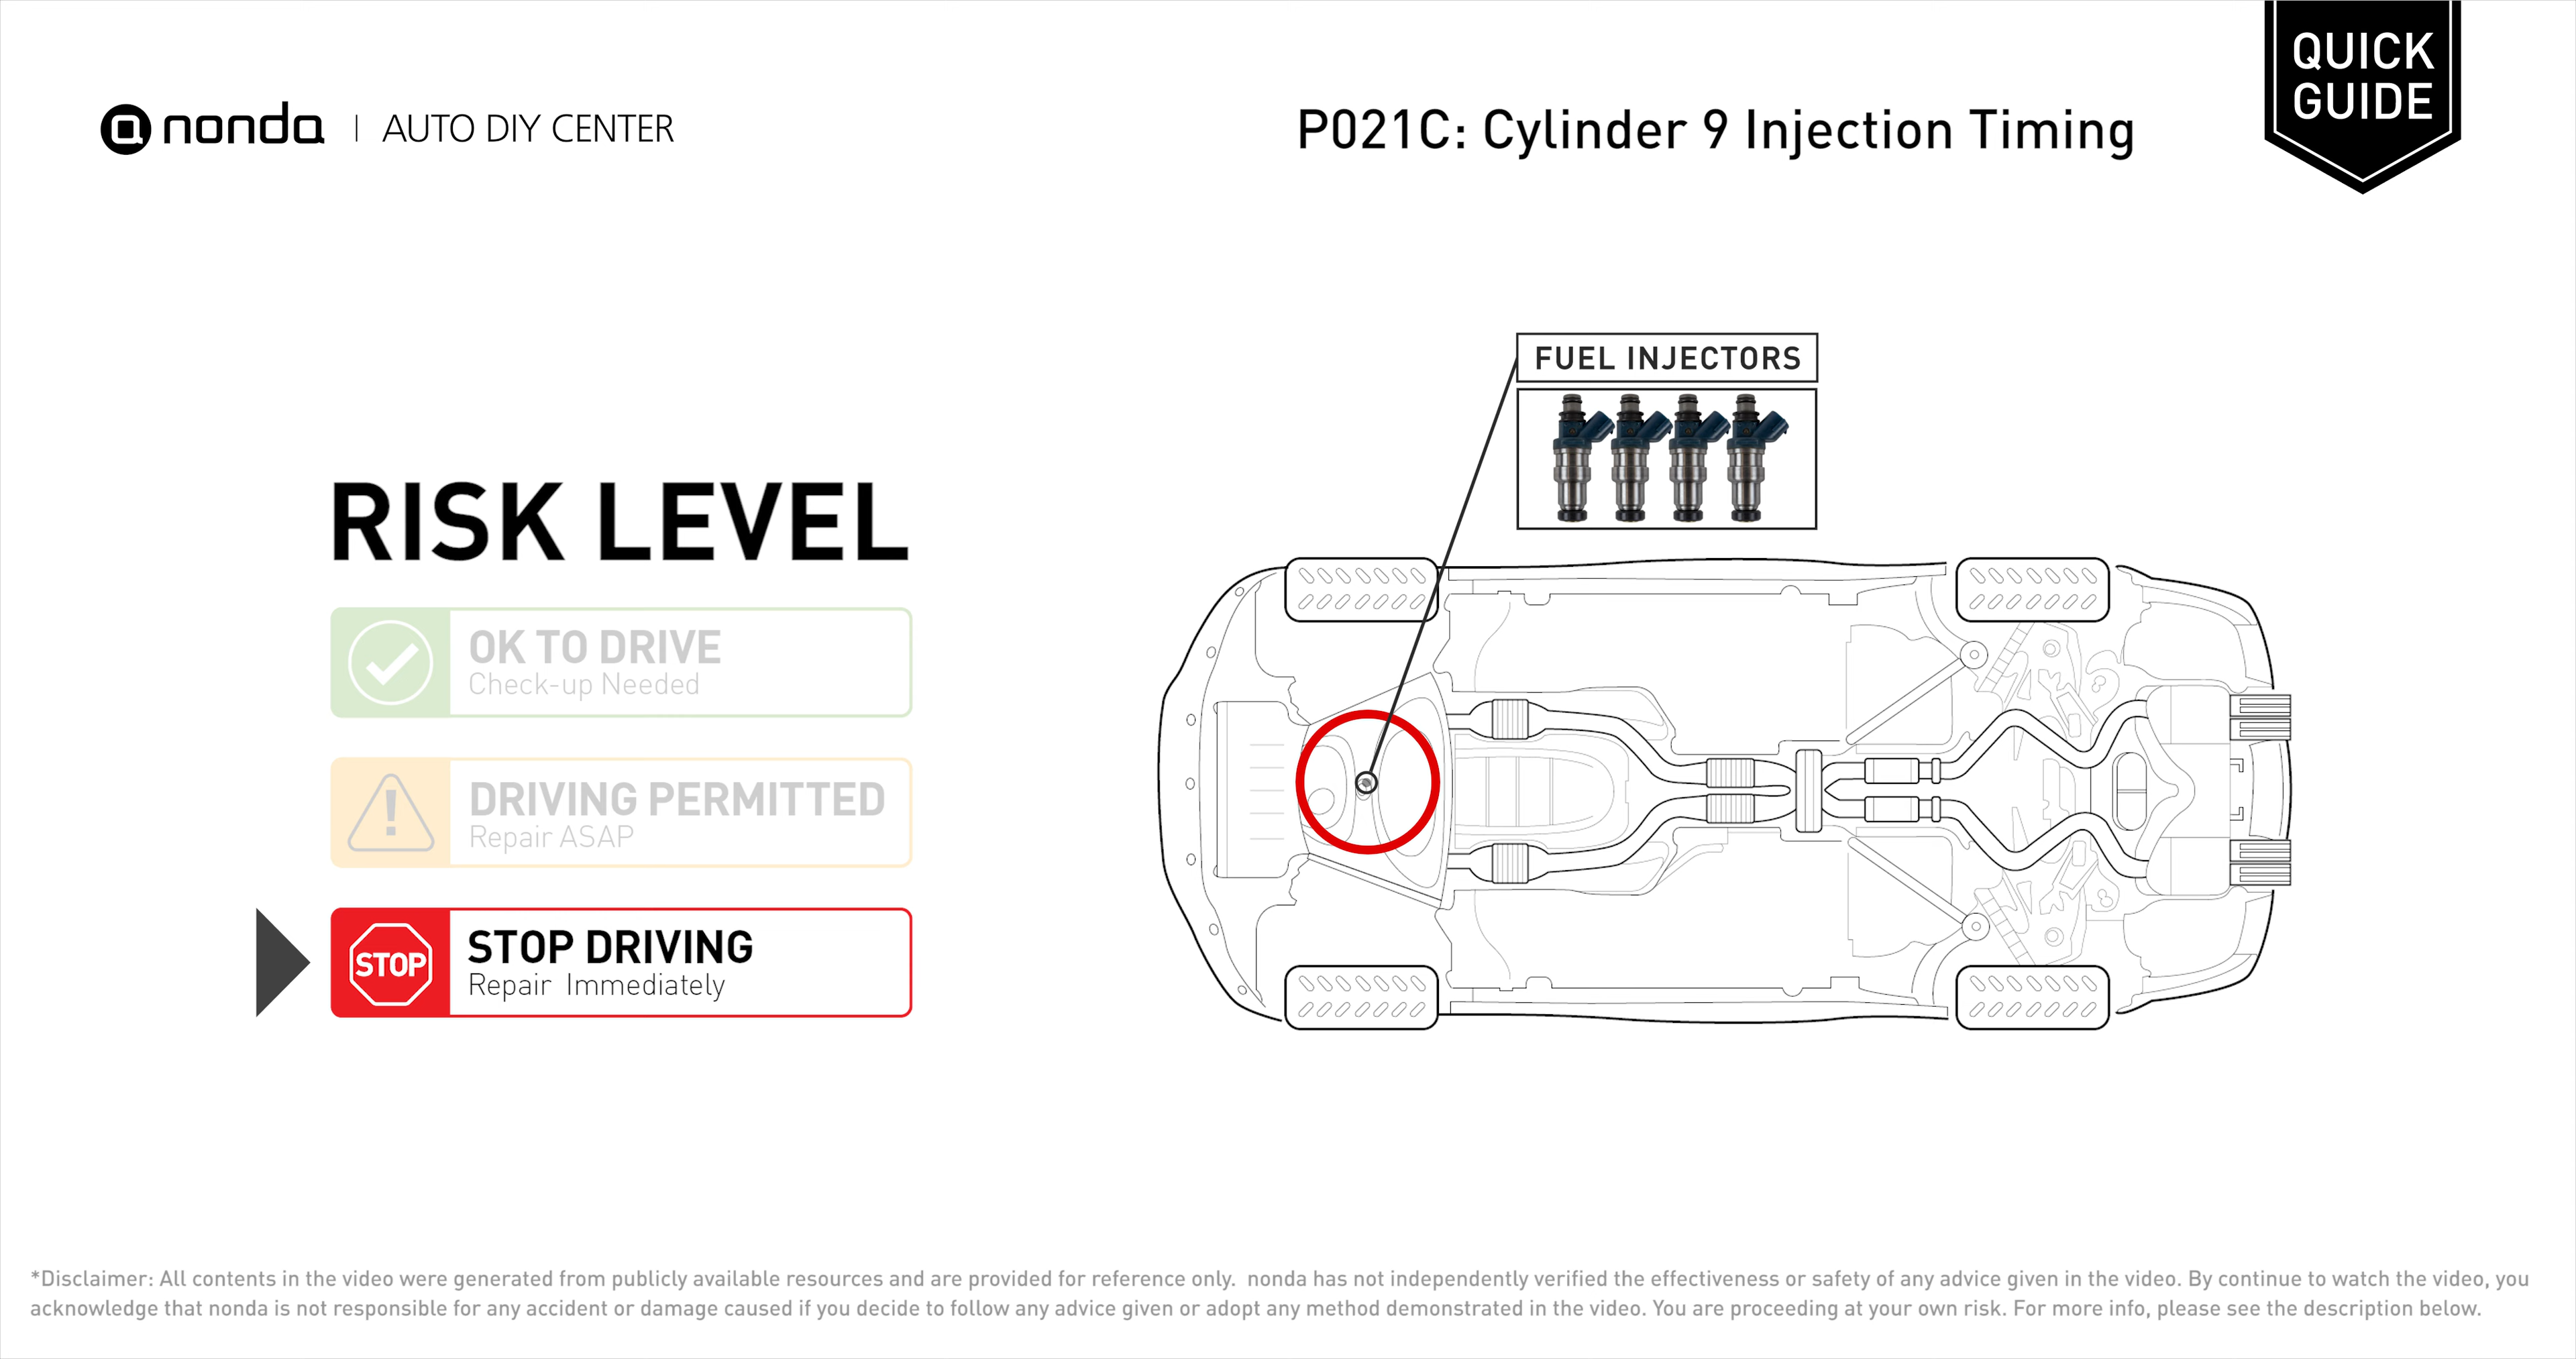 nonda | AUTO DIY CENTER
P021C: Cylinder 9 Injection Timing
QUICK
GUIDE
FUEL INJECTORS
RISK LEVEL
OK TO DRIVE
Check-up Needed
DRIVING PERMITTED
Repair ASAP
STOP
STOP DRIVING
Repair Immediately
*Disclaimer: All contents in the video were generated from publicly available resources and are provided for reference only. nonda has not independently verified the effectiveness or safety of any advice given in the video. By continue to watch the video, you
acknowledge that nonda is not responsible for any accident or damage caused if you decide to follow any advice given or adopt any method demonstrated in the video. You are proceeding at your own risk. For more info, please see the description below.